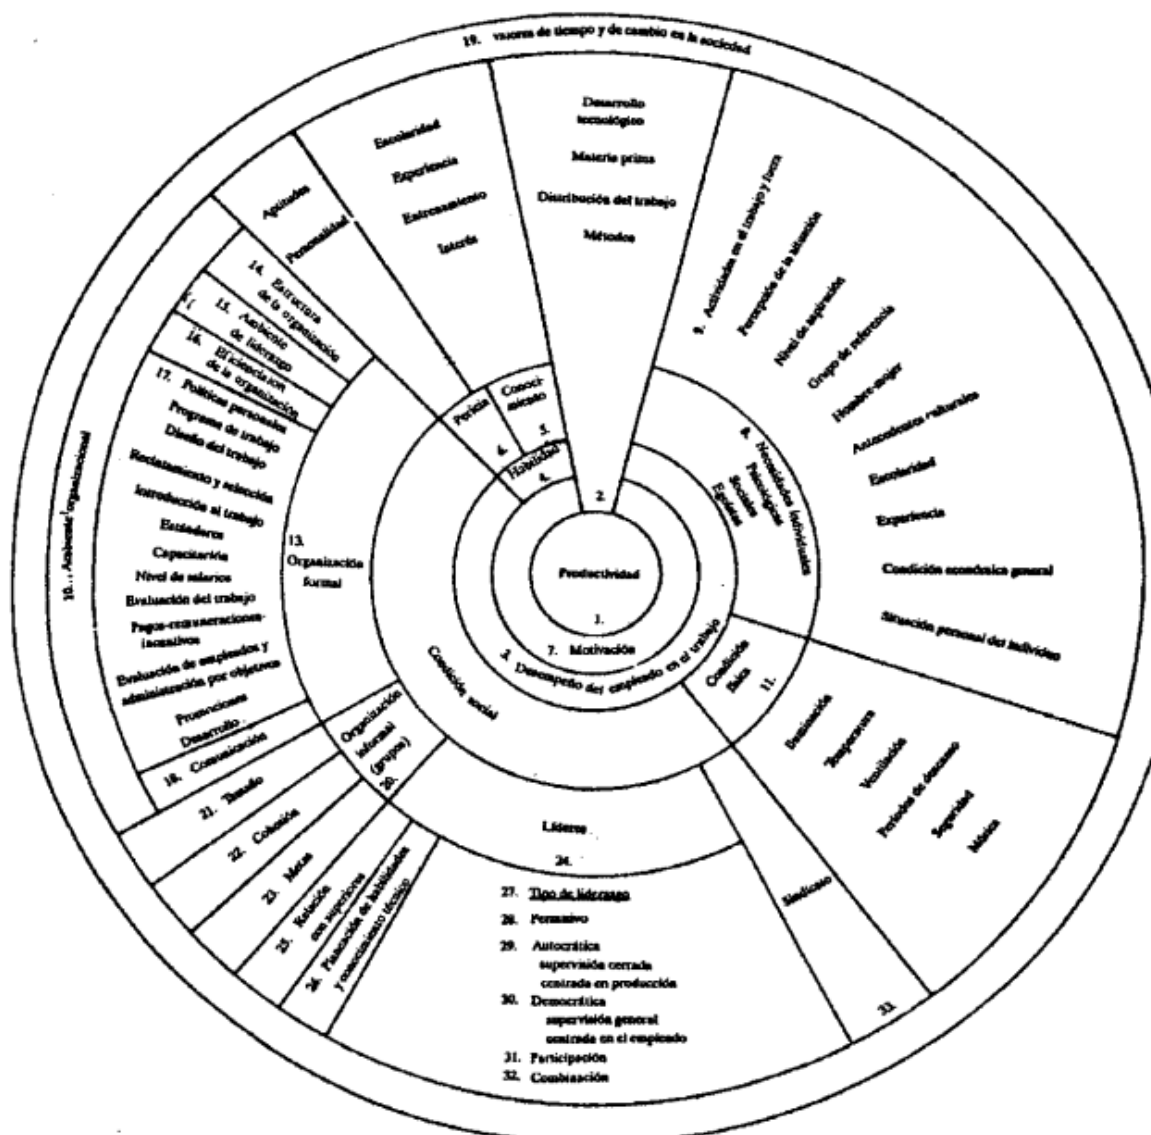 19. valores de tiempo y de cambio en la sociedad
Desarrollo
tecnológico
Materia prima
Distribución del trabajo
Métodos
2.
Escolaridad
Experiencia
Entrenamiento
Interés
Conoci-
miento
5.
Aptitudes
Personalidad
Pericia
6.
Habilidad
4.
Productividad
1.
7. Motivación
3. Desempeño del empleado en el trabajo
8. Necesidades individuales
Psicológicas
Sociales
Egoístas
9. Actividades en el trabajo y fuera
Percepción de la situación
Nivel de aspiración
Grupo de referencia
Hombre-mujer
Antecedentes culturales
Escolaridad
Experiencia
Condición económica general
Situación personal del individuo
Condición
física
11.
Iluminación
Temperatura
Ventilación
Períodos de descanso
Seguridad
Música
Condición social
10. Ambiente organizacional
13.
Organización
formal
14. Estructura
de la organización
15. Ambiente
de liderazgo
16. Eficiencia
de la organización
17. Políticas personales
Programa de trabajo
Diseño del trabajo
Reclutamiento y selección
Introducción al trabajo
Estándares
Capacitación
Nivel de salarios
Evaluación del trabajo
Pagos-remuneraciones-
incentivos
Evaluación de empleados y
administración por objetivos
Promociones
Desarrollo
18. Comunicación
Organización
informal
(grupos)
20.
21. Tamaño
22. Cohesión
23. Metas
Líderes
24.
25. Relación
con superiores
26. Planeación de habilidades
y conocimiento técnico
27. Tipo de liderazgo
28. Permisivo
29. Autocrática
supervisión cerrada
centrada en producción
30. Democrática
supervisión general
centrada en el empleado
31. Participación
32. Combinación
Sindicato
33.